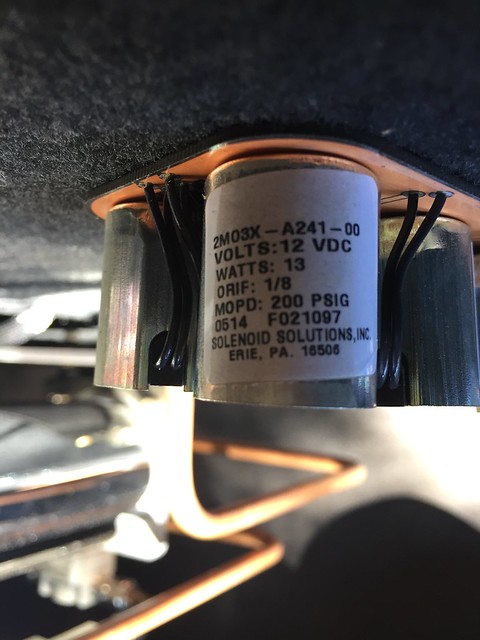 2M03X-A241-00
VOLTS:12 VDC
WATTS: 13
ORIF: 1/8
MOPD: 200 PSIG
0514 F021097
SOLENOID SOLUTIONS,INC.
ERIE, PA. 16506